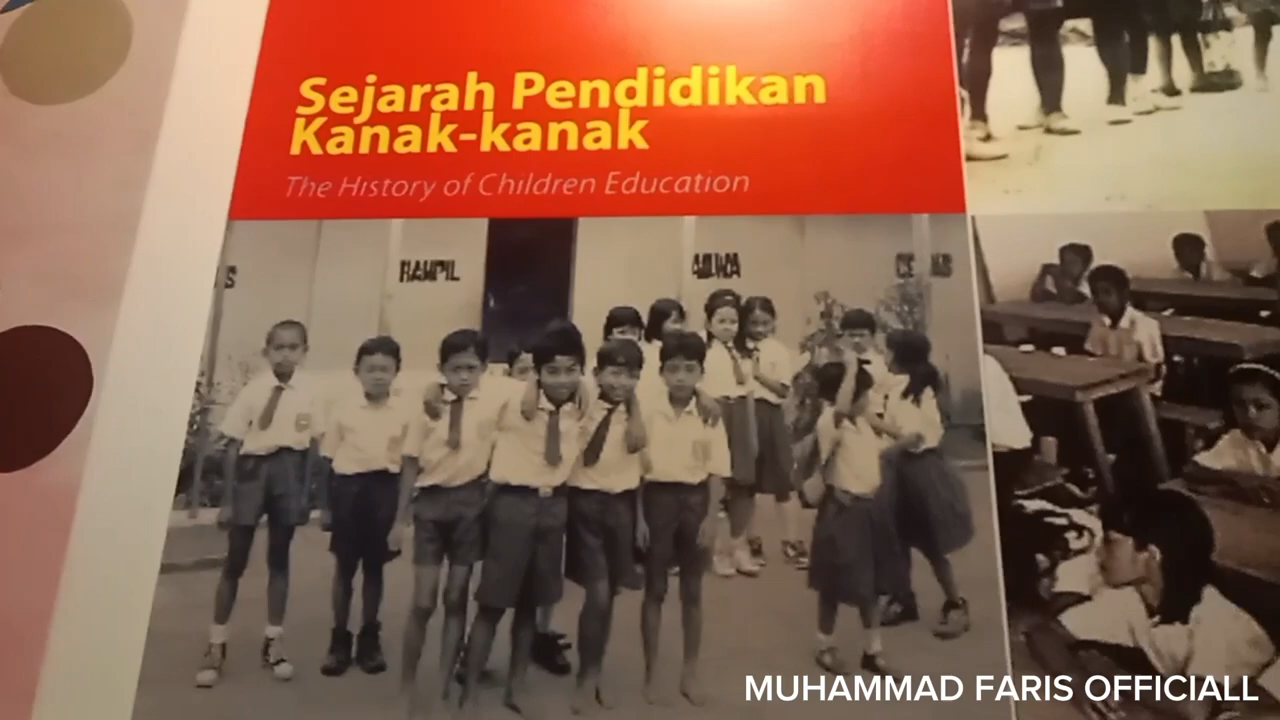 Sejarah Pendidikan
Kanak-kanak
The History of Children Education
RAMPIL
MUHAMMAD FARIS OFFICIALL